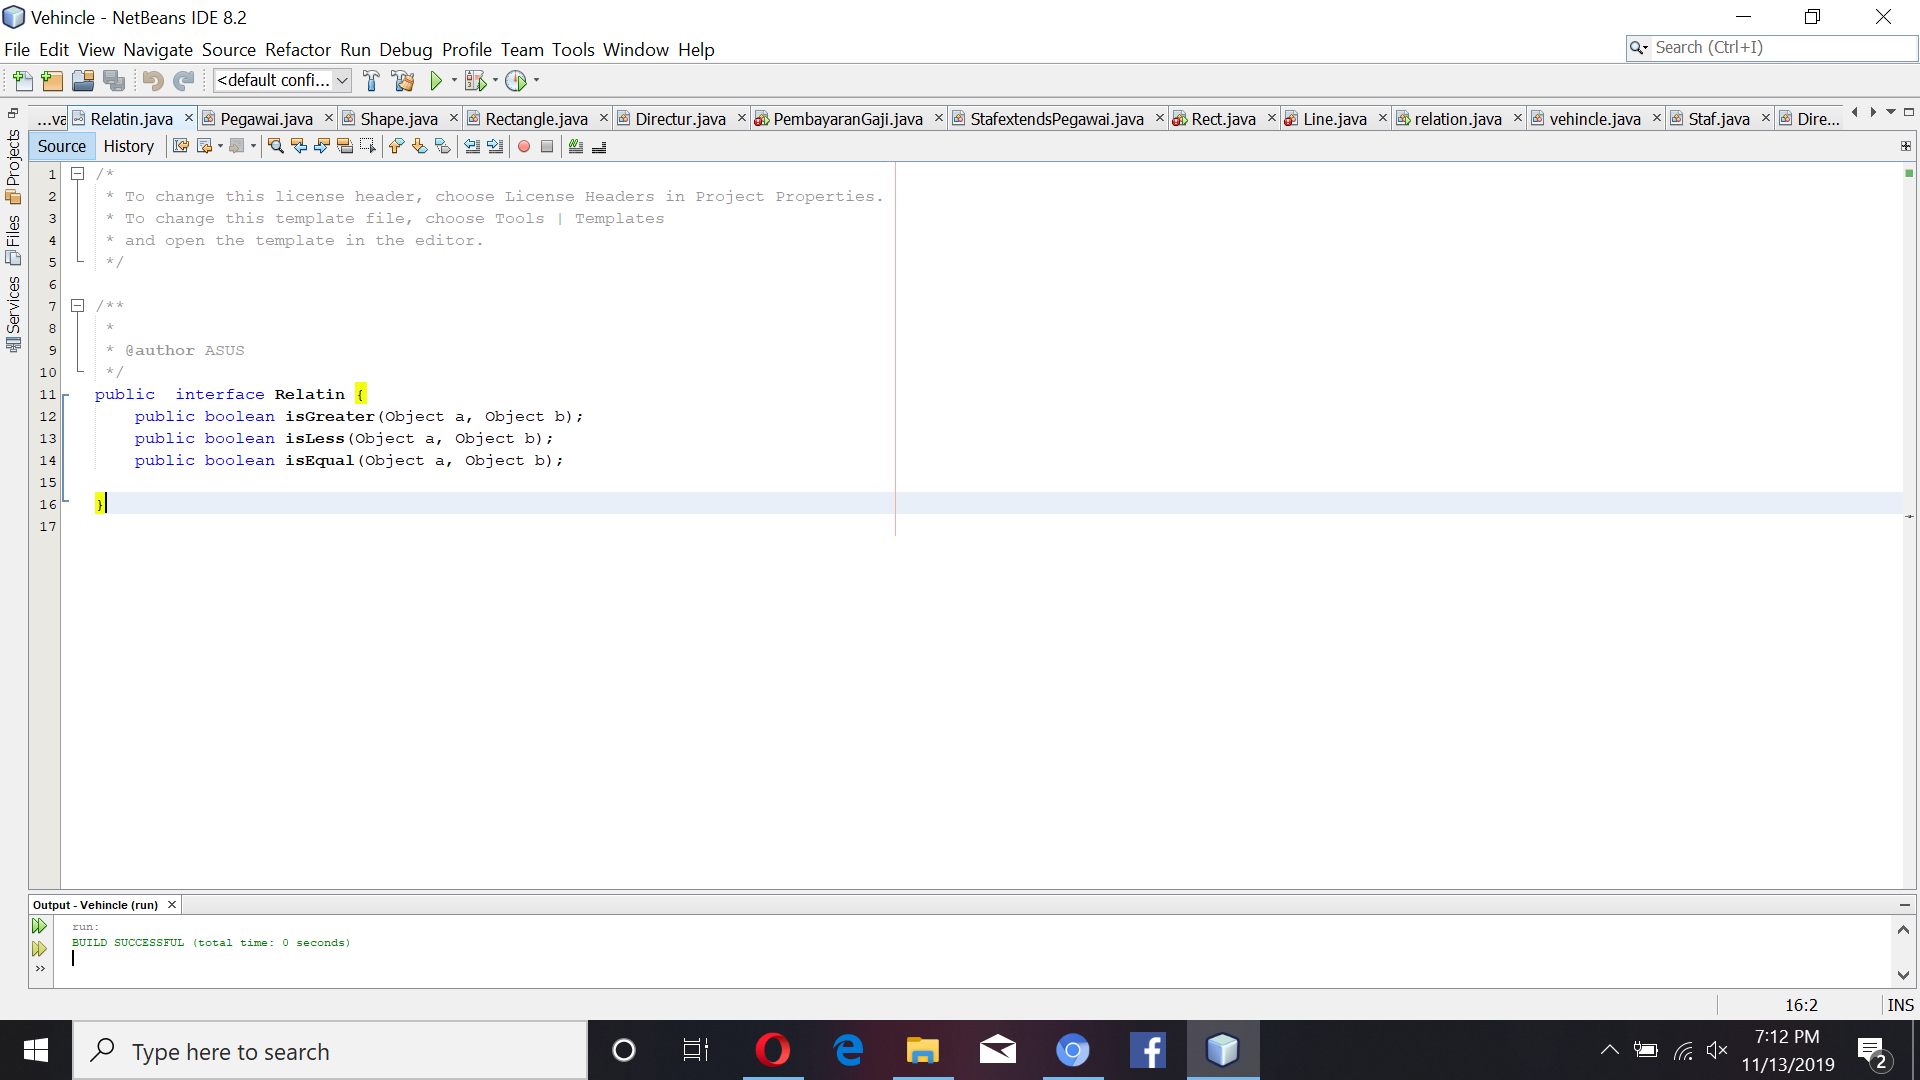 Vehincle - NetBeans IDE 8.2
File Edit View Navigate Source Refactor Run Debug Profile Team Tools Window Help
Search (Ctrl+I)
<default confi...
...va Relatin.java Pegawai.java Shape.java Rectangle.java Directur.java PembayaranGaji.java StafextendsPegawai.java Rect.java Line.java relation.java vehincle.java Staf.java Dire...
Source History
Projects
Files
Services
1 /*
2 * To change this license header, choose License Headers in Project Properties.
3 * To change this template file, choose Tools | Templates
4 * and open the template in the editor.
5 */
6
7 /**
8 *
9 * @author ASUS
10 */
11 public  interface Relatin {
12 public boolean isGreater(Object a, Object b);
13 public boolean isLess(Object a, Object b);
14 public boolean isEqual(Object a, Object b);
15
16 }
17
Output - Vehincle (run)
run:
BUILD SUCCESSFUL (total time: 0 seconds)
16:2 INS
Type here to search
7:12 PM
11/13/2019
2